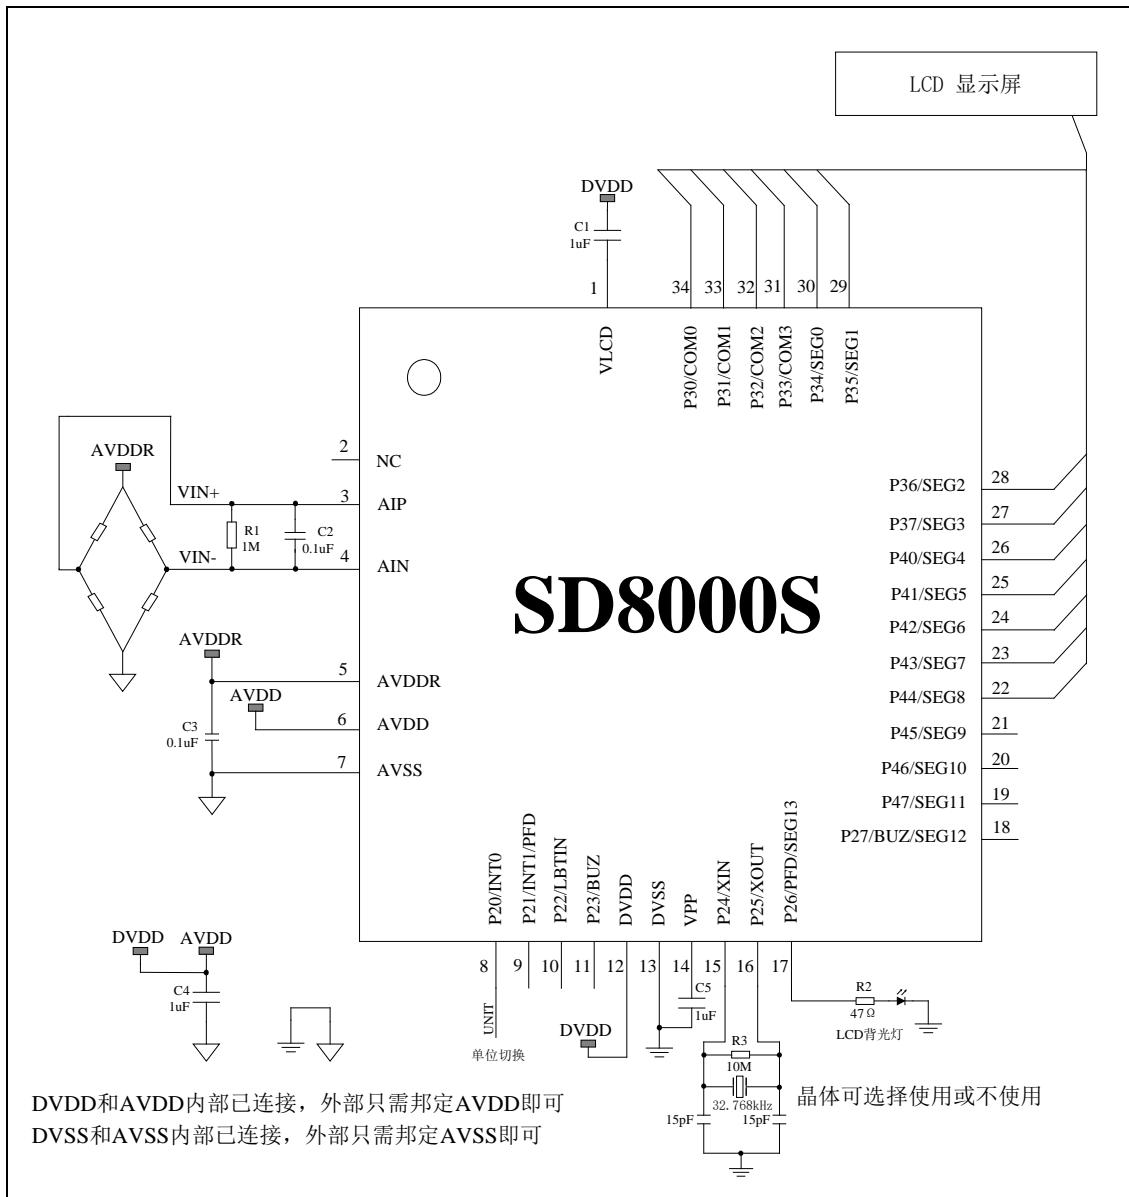 LCD 显示屏
DVDD
C1
1uF
1
34
33
32
31
30
29
VLCD
P30/COM0
P31/COM1
P32/COM2
P33/COM3
P34/SEG0
P35/SEG1
AVDDR
VIN+
VIN-
R1
1M
C2
0.1uF
2
NC
3
AIP
4
AIN
SD8000S
P36/SEG2
28
P37/SEG3
27
P40/SEG4
26
P41/SEG5
25
P42/SEG6
24
P43/SEG7
23
P44/SEG8
22
P45/SEG9
21
P46/SEG10
20
P47/SEG11
19
P27/BUZ/SEG12
18
AVDDR
5
AVDDR
AVDD
6
AVDD
C3
0.1uF
7
AVSS
P20/INT0
P21/INT1/PFD
P22/LBTIN
P23/BUZ
DVDD
DVSS
VPP
P24/XIN
P25/XOUT
P26/PFD/SEG13
8
9
10
11
12
13
14
15
16
17
DVDD
AVDD
C4
1uF
UNIT
单位切换
DVDD
C5
1uF
R2
47Ω
LCD背光灯
R3
10M
32.768kHz
15pF
15pF
晶体可选择使用或不使用
DVDD和AVDD内部已连接，外部只需邦定AVDD即可
DVSS和AVSS内部已连接，外部只需邦定AVSS即可